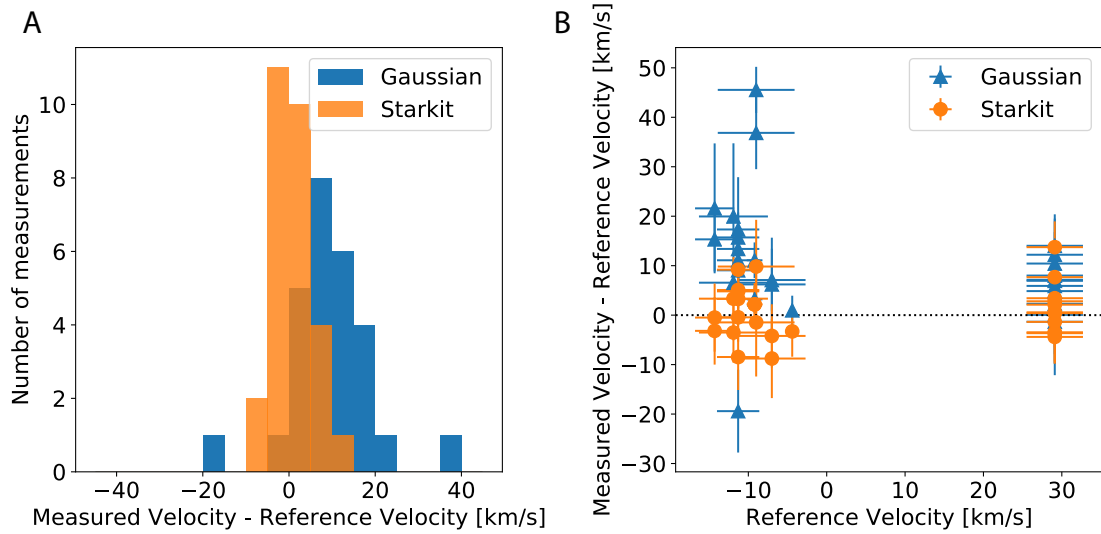 A
Gaussian
Starkit
10
8
6
4
2
0
Number of measurements
−40
−20
0
20
40
Measured Velocity - Reference Velocity [km/s]
B
Gaussian
Starkit
50
40
30
20
10
0
−10
−20
−30
Measured Velocity - Reference Velocity [km/s]
−10
0
10
20
30
Reference Velocity [km/s]